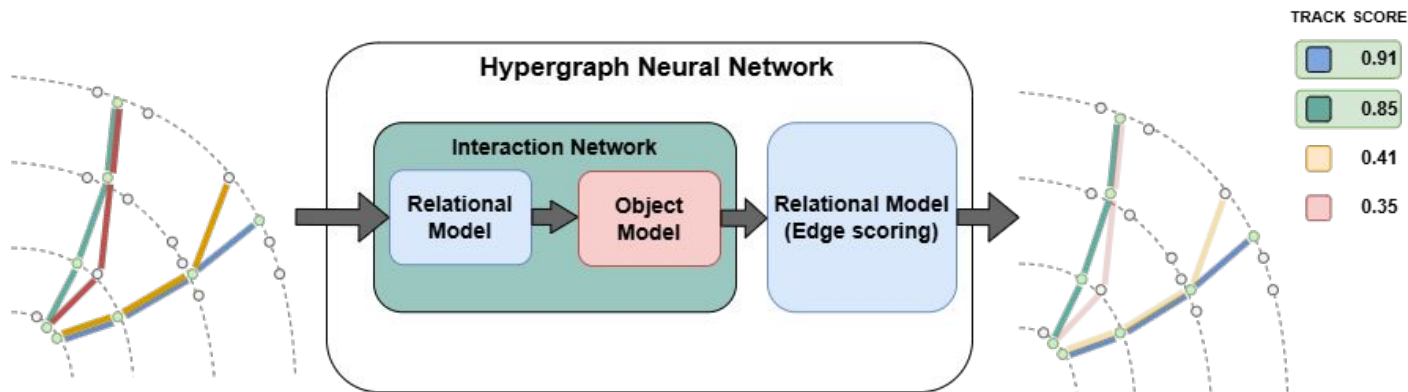 TRACK SCORE
0.91
0.85
0.41
0.35
Hypergraph Neural Network
Interaction Network
Relational
Model
Object
Model
Relational Model
(Edge scoring)